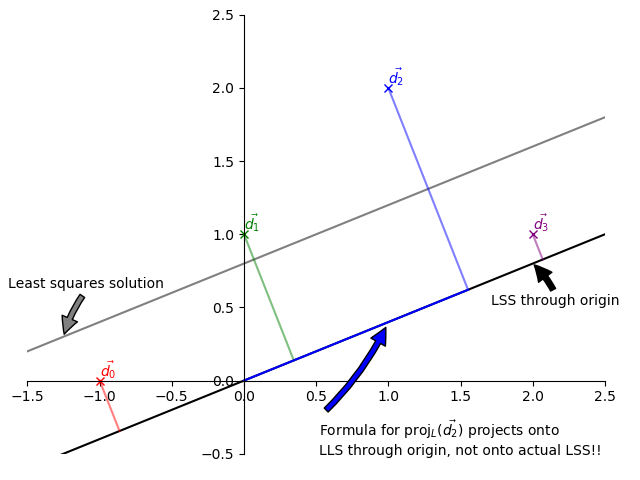 2.5
d⃗₂
2.0
1.5
d⃗₁
d⃗₃
1.0
Least squares solution
0.5
LSS through origin
d⃗₀
0.0
−1.5 −1.0 −0.5 0.0 0.5 1.0 1.5 2.0 2.5
Formula for proj_L(d⃗₂) projects onto
LLS through origin, not onto actual LSS!!
−0.5